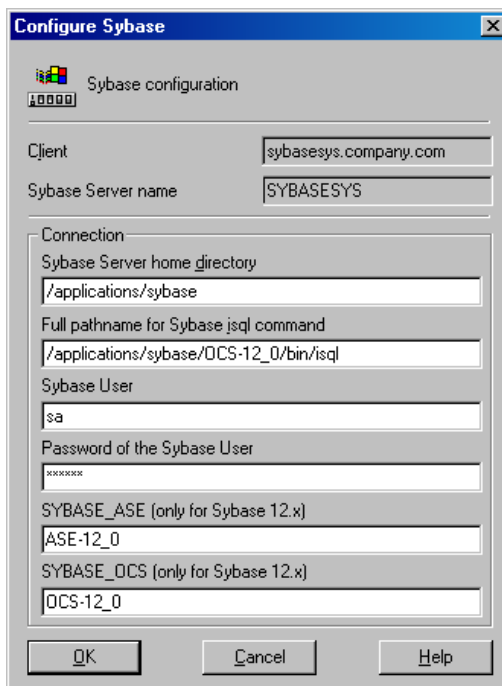 Configure Sybase
Sybase configuration
Client
sybasesys.company.com
Sybase Server name
SYBASESYS
Connection
Sybase Server home directory
/applications/sybase
Full pathname for Sybase isql command
/applications/sybase/OCS-12_0/bin/isql
Sybase User
sa
Password of the Sybase User
******
SYBASE_ASE (only for Sybase 12.x)
ASE-12_0
SYBASE_OCS (only for Sybase 12.x)
OCS-12_0
OK Cancel Help